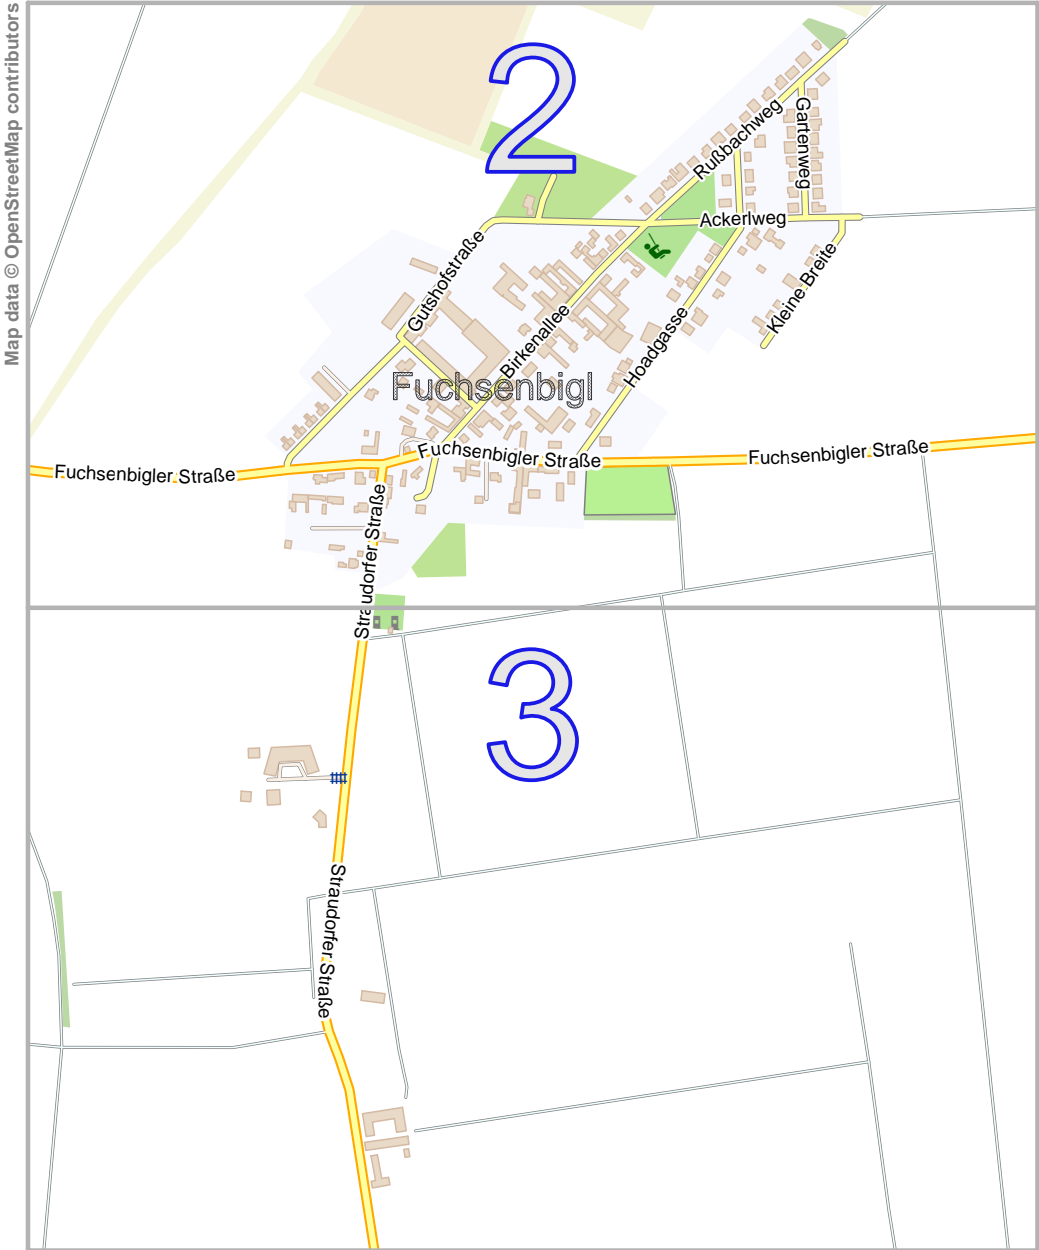 Map data © OpenStreetMap contributors
2
Rußbachweg
Gartenweg
Ackerlweg
Gutshofstraße
Kleine Breite
Birkenallee
Hoadgasse
Fuchsenbigl
Fuchsenbigler Straße
Fuchsenbigler Straße
Fuchsenbigler Straße
Straudorfer Straße
3
Straudorfer Straße